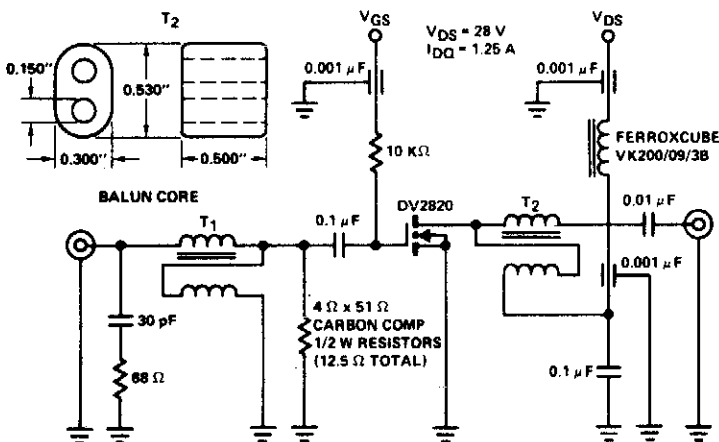 T2
0.150"
0.530"
0.300"
0.500"
BALUN CORE
VGS
VDS = 28 V
IDQ = 1.25 A
VDS
0.001 μF
0.001 μF
10 KΩ
FERROXCUBE
VK200/09/3B
DV2820
T1
0.1 μF
T2
0.01 μF
30 pF
68 Ω
4 Ω x 51 Ω
CARBON COMP
1/2 W RESISTORS
(12.5 Ω TOTAL)
0.001 μF
0.1 μF